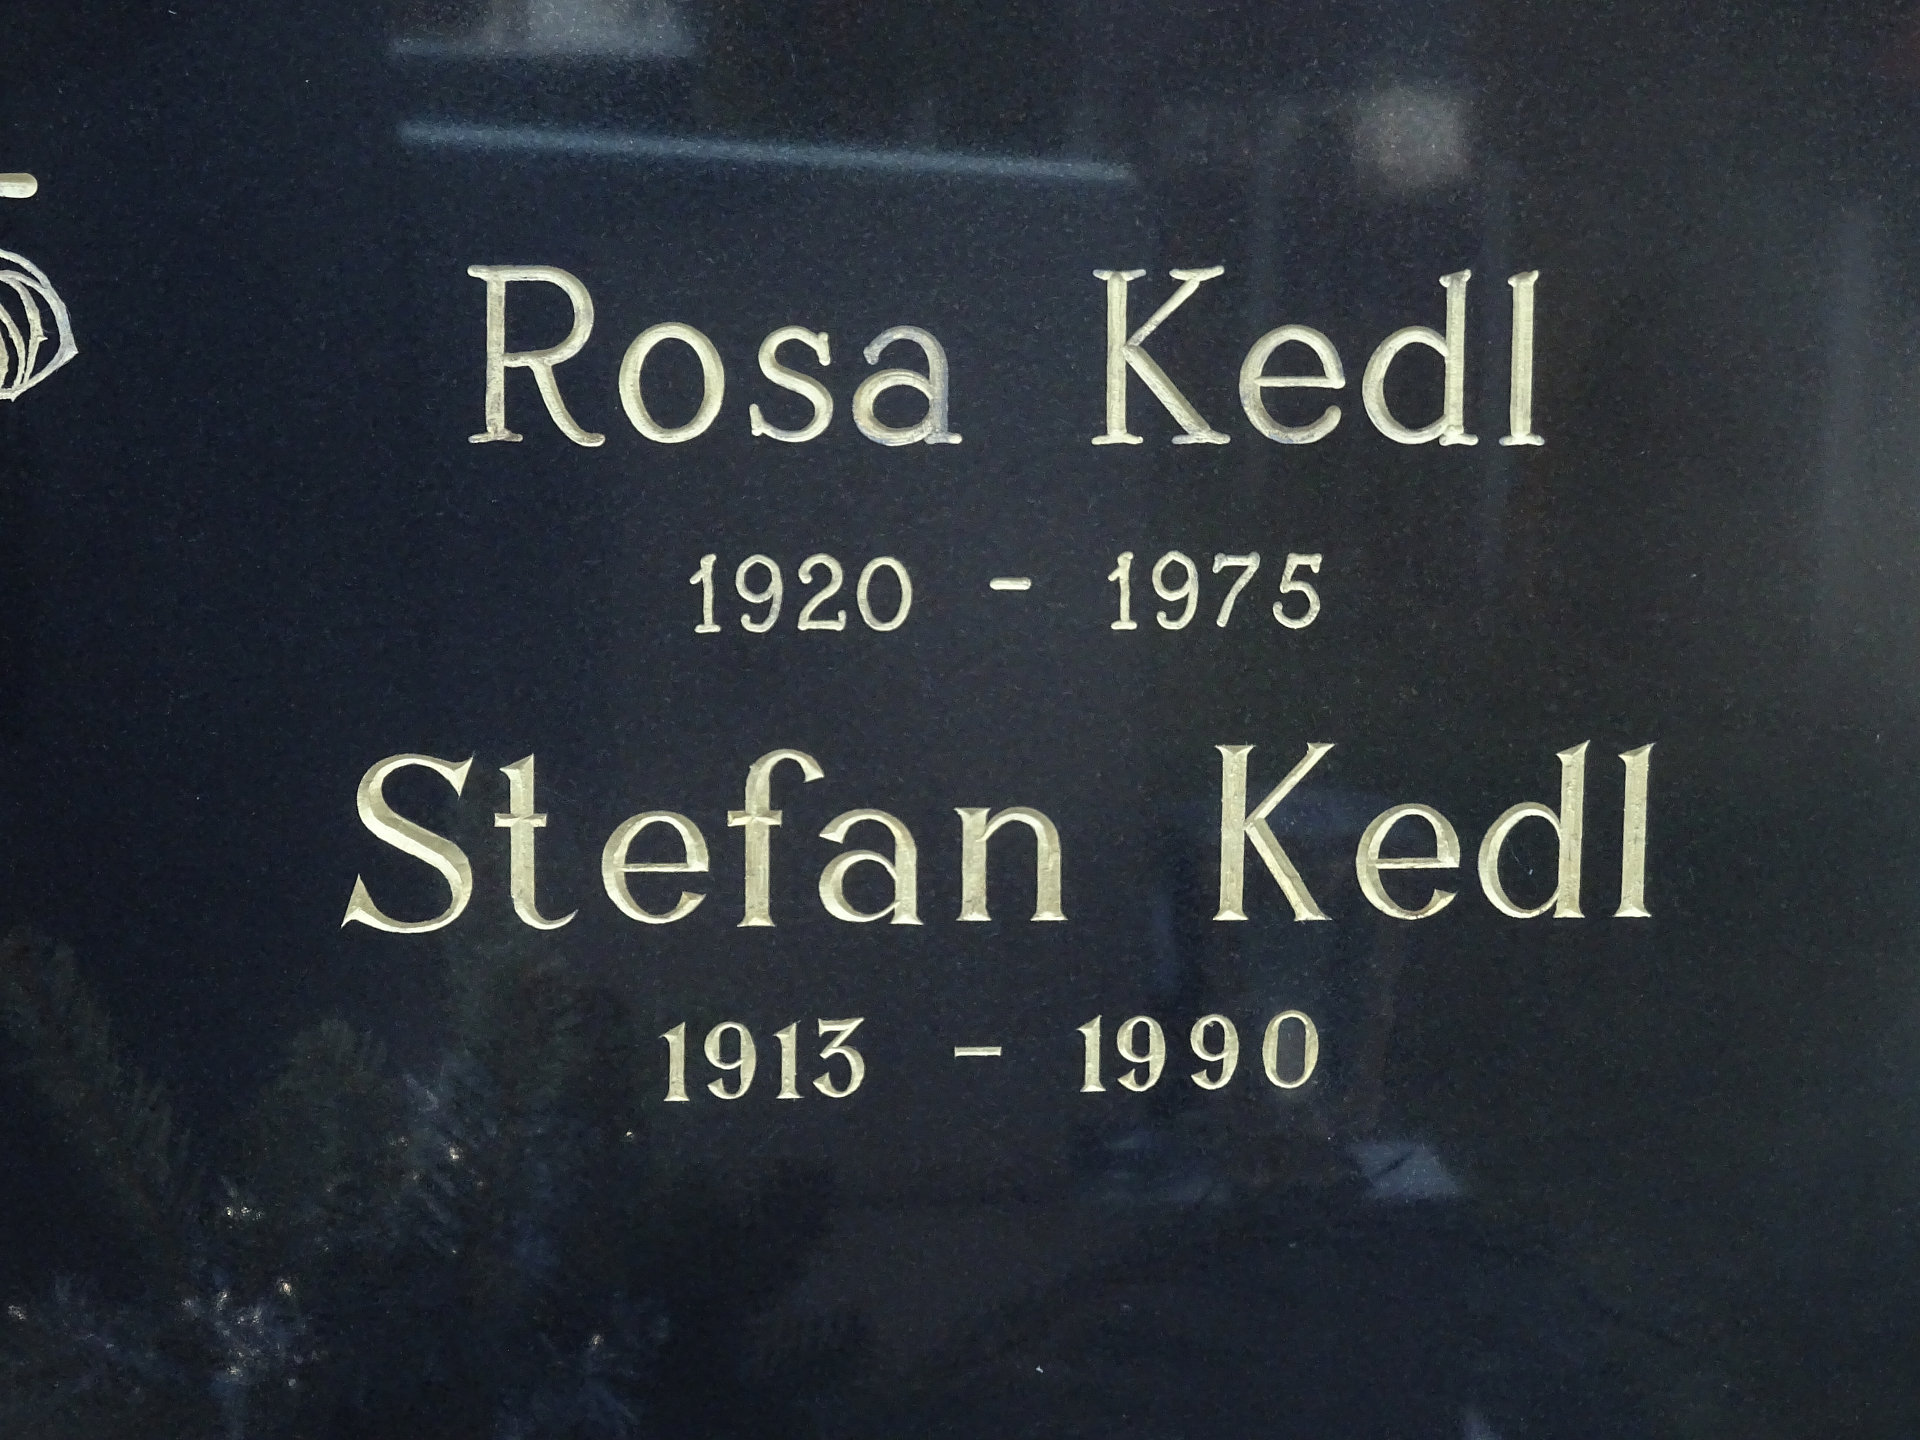 Rosa Kedl
1920 - 1975
Stefan Kedl
1913 - 1990